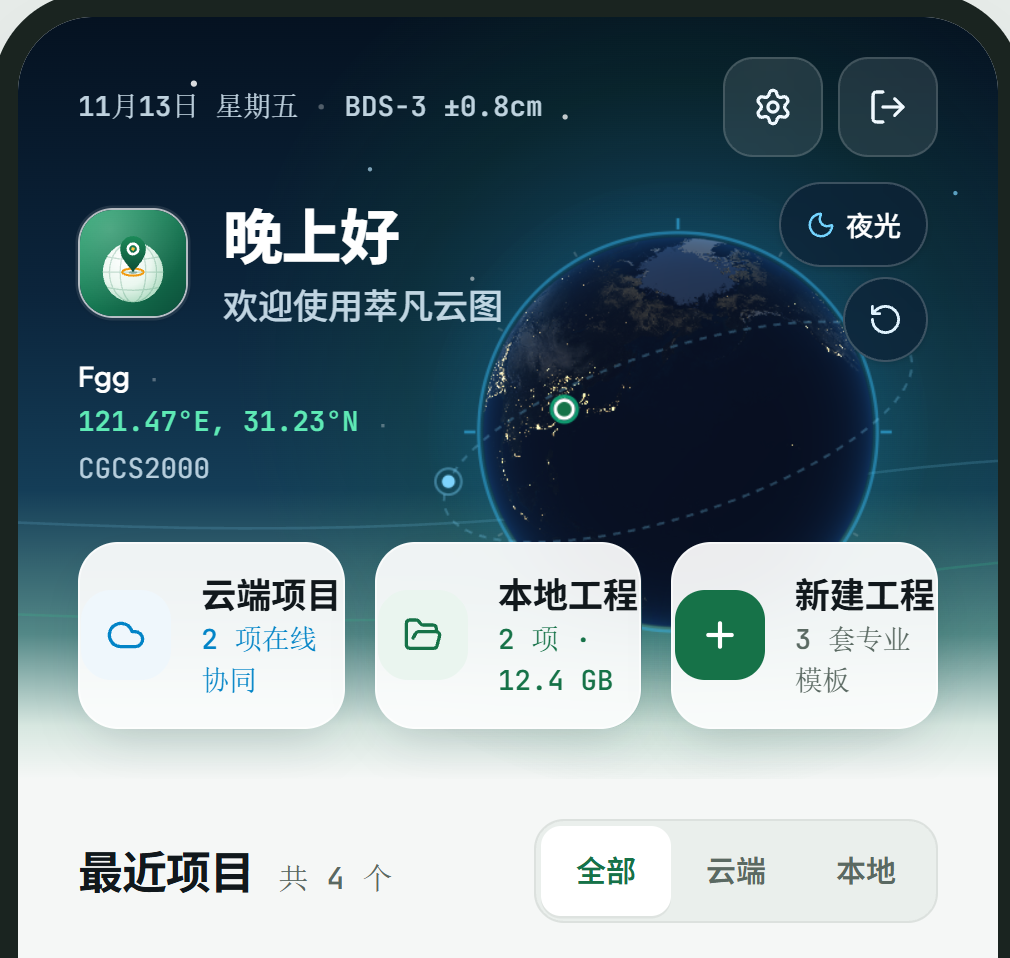 11月13日 星期五 · BDS-3 ±0.8cm
夜光
晚上好
欢迎使用萃凡云图
Fgg
121.47°E, 31.23°N
CGCS2000
云端项目
2 项在线
协同
本地工程
2 项 ·
12.4 GB
新建工程
3 套专业
模板
最近项目 共 4 个
全部 云端 本地